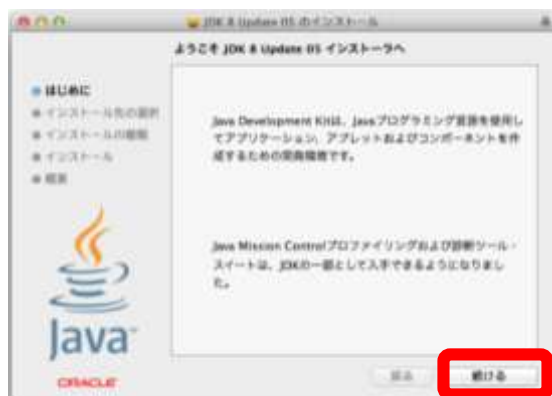 JDK 8 Update 05 のインストール
ようこそ JDK 8 Update 05 インストーラへ
はじめに
インストール先の選択
インストールの種類
インストール
概要
Java Development Kitは、Javaプログラミング言語を使用し
てアプリケーション、アプレットおよびコンポーネントを作
成するための開発環境です。
Java Mission Controlプロファイリングおよび診断ツール・
スイートは、JDKの一部として入手できるようになりまし
た。
Java
ORACLE
戻る
続ける